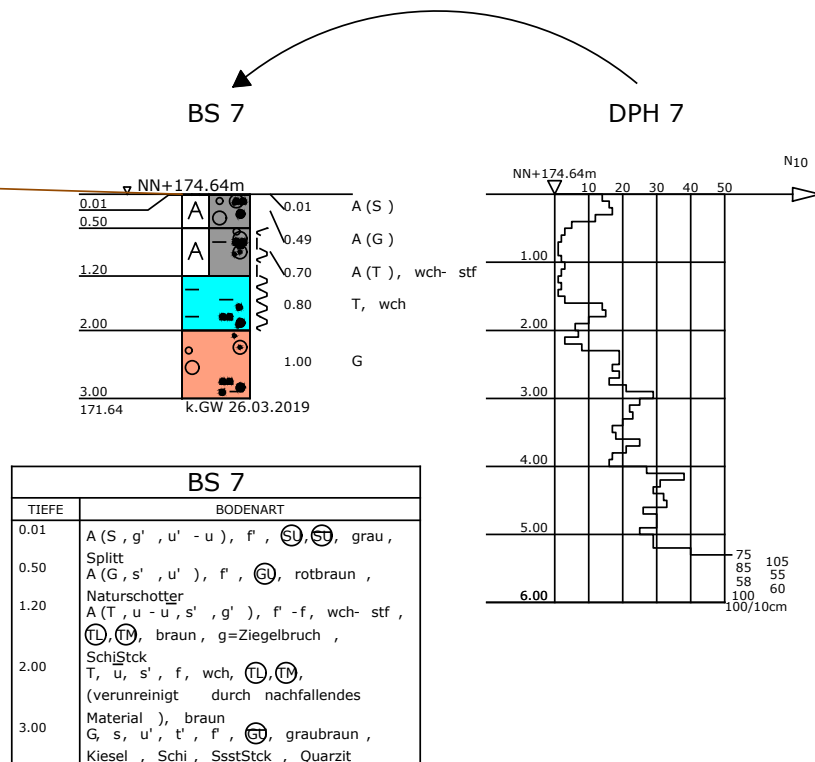 BS 7
DPH 7
NN+174.64m
0.01
0.50
1.20
2.00
3.00
171.64
A
A
k.GW 26.03.2019
0.01 A (S )
0.49 A (G )
0.70 A (T ) , wch- stf
0.80 T, wch
1.00 G
N10
NN+174.64m
10 20 30 40 50
1.00
2.00
3.00
4.00
5.00
6.00
75 105
85 55
58 60
100
100/10cm
BS 7
TIEFE BODENART
0.01 A (S , g' , u' - u ) , f' , SU, SU̅, grau ,
Splitt
0.50 A (G , s' , u' ) , f' , GU, rotbraun ,
Naturschotter
1.20 A (T , u - u̅ , s' , g' ) , f' -f , wch- stf ,
TL, TM, braun , g=Ziegelbruch ,
SchiStck
2.00 T, u̅, s' , f , wch, TL, TM,
(verunreinigt durch nachfallendes
Material ), braun
3.00 G, s, u' , t' , f' , GU̅, graubraun ,
Kiesel , Schi , SsstStck , Quarzit